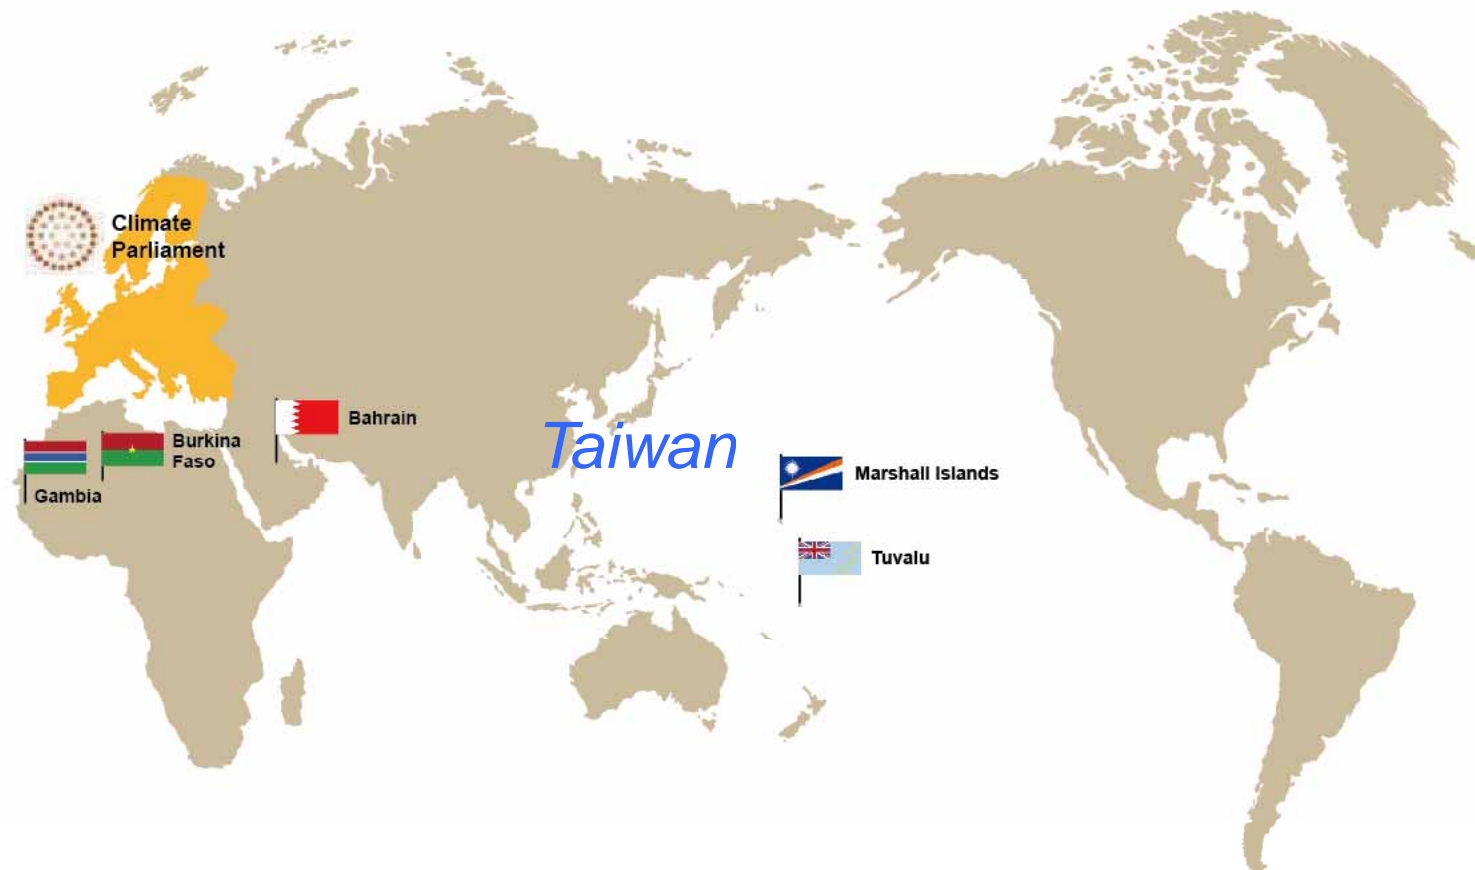 Climate
Parliament
Bahrain
Burkina
Faso
Gambia
Taiwan
Marshall Islands
Tuvalu